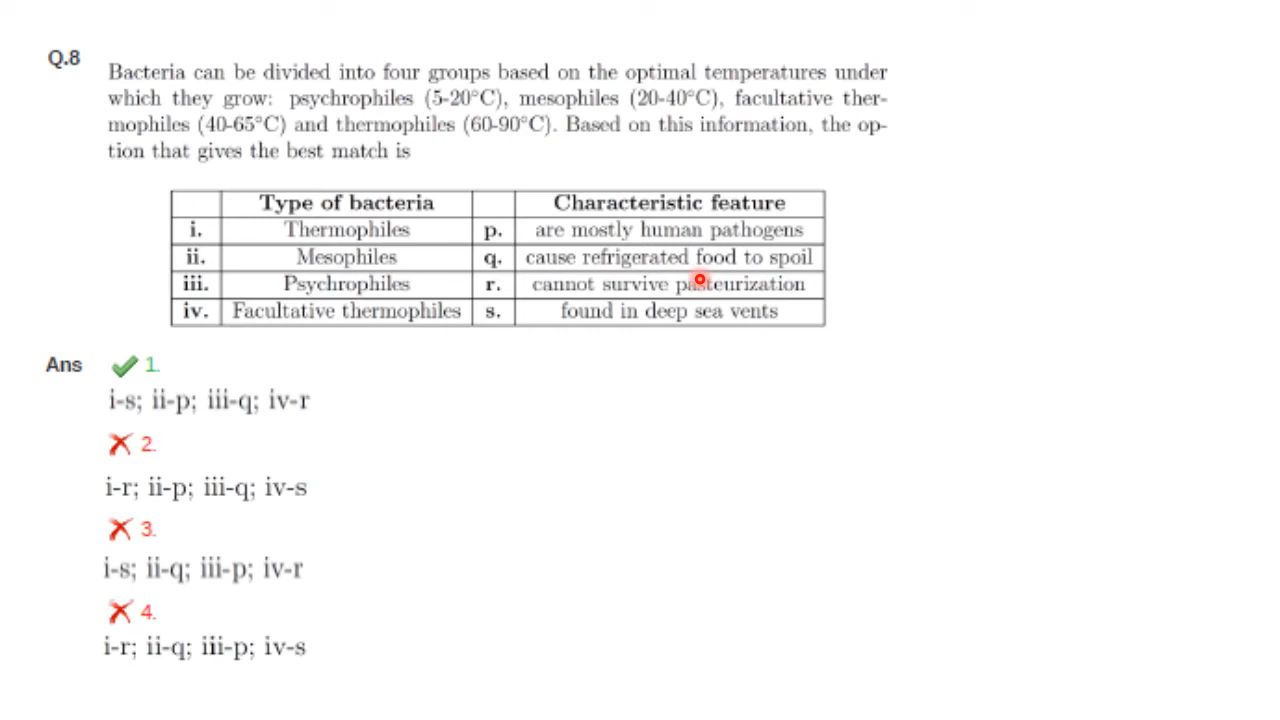 Q.8
Bacteria can be divided into four groups based on the optimal temperatures under
which they grow: psychrophiles (5-20°C), mesophiles (20-40°C), facultative ther-
mophiles (40-65°C) and thermophiles (60-90°C). Based on this information, the op-
tion that gives the best match is
Type of bacteria Characteristic feature
i. Thermophiles p. are mostly human pathogens
ii. Mesophiles q. cause refrigerated food to spoil
iii. Psychrophiles r. cannot survive pasteurization
iv. Facultative thermophiles s. found in deep sea vents
Ans 1.
i-s; ii-p; iii-q; iv-r
2.
i-r; ii-p; iii-q; iv-s
3.
i-s; ii-q; iii-p; iv-r
4.
i-r; ii-q; iii-p; iv-s